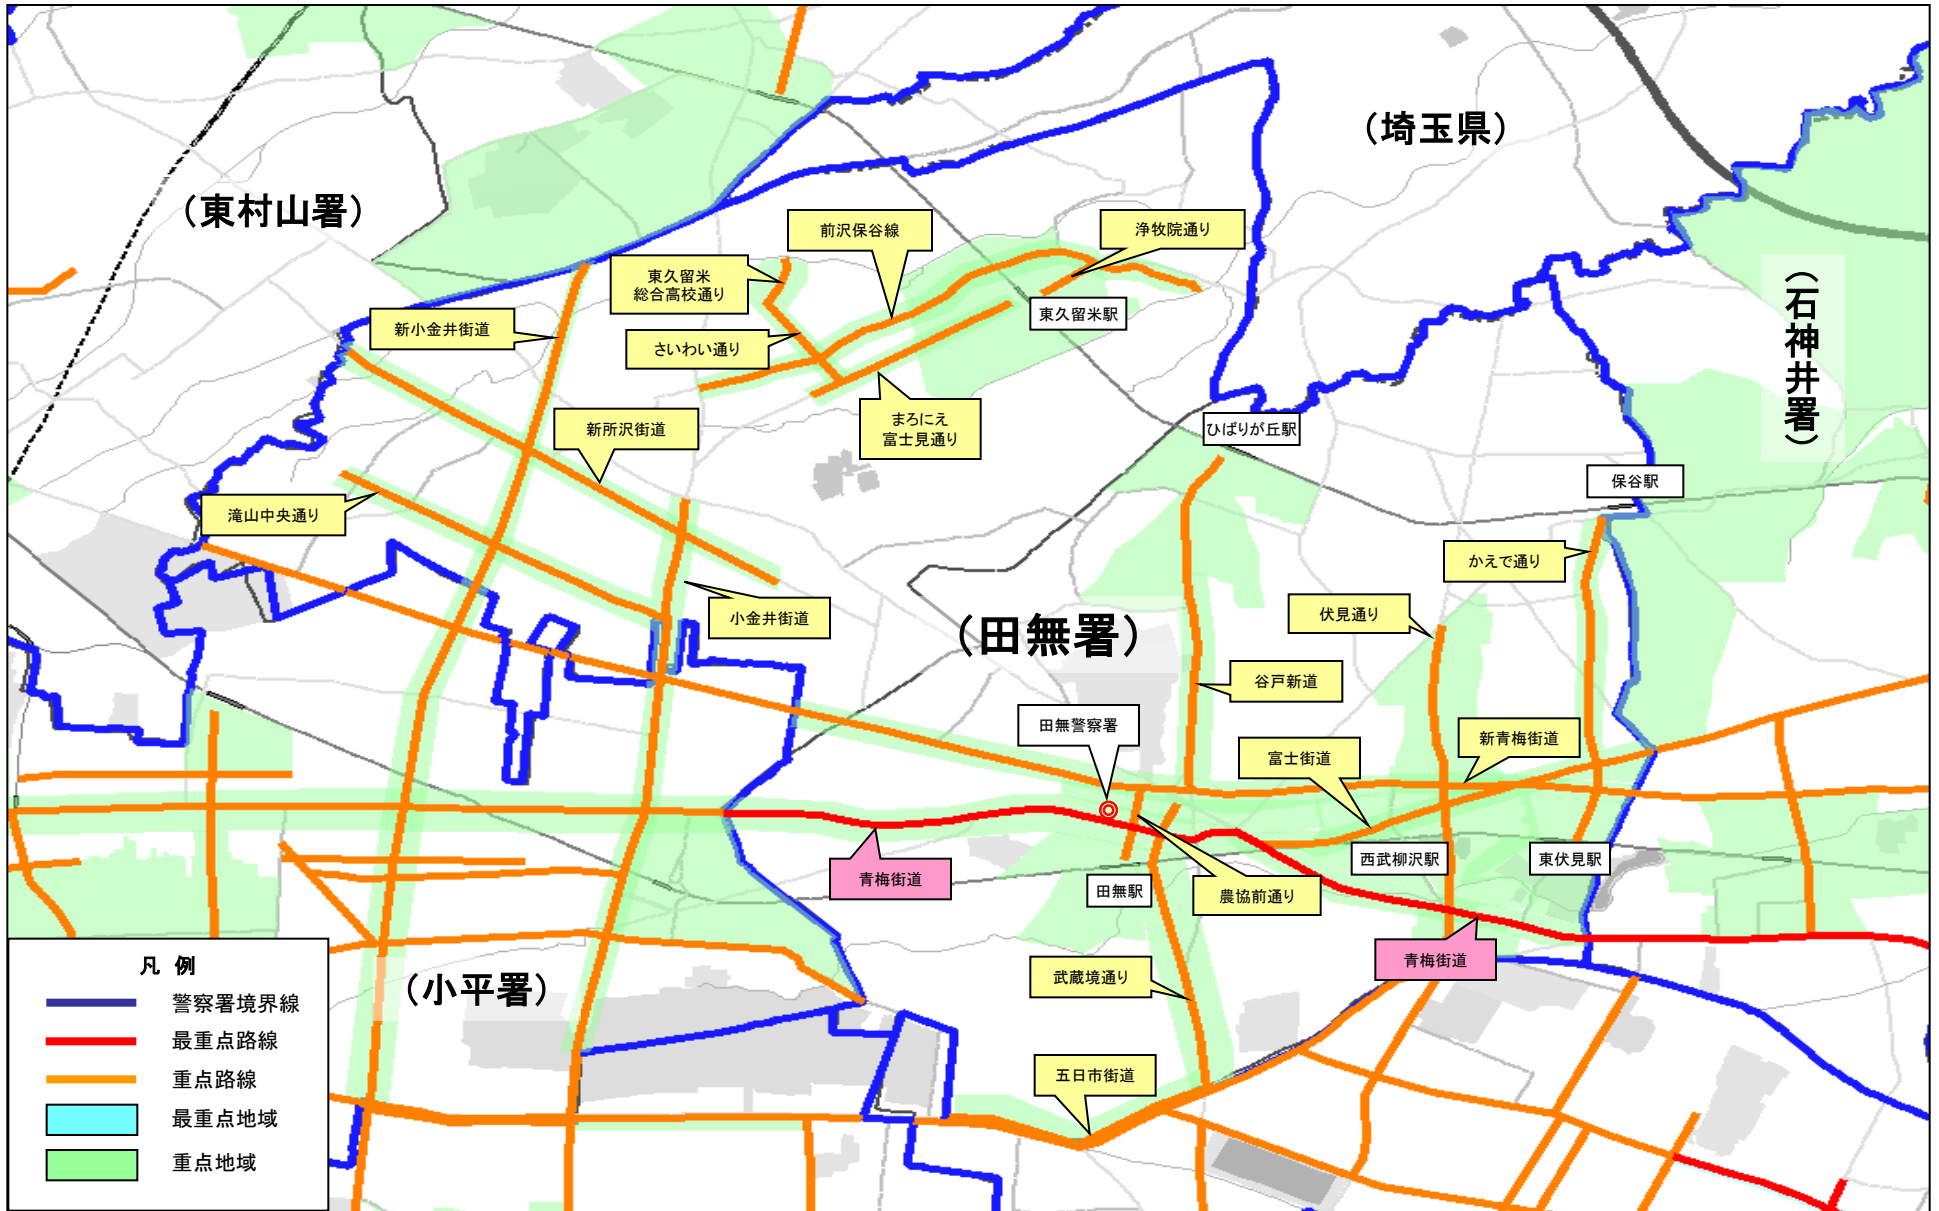 （埼玉県）
（東村山署）
前沢保谷線
浄牧院通り
東久留米
総合高校通り
（石神井署）
東久留米駅
新小金井街道
さいわい通り
まろにえ
富士見通り
新所沢街道
ひばりが丘駅
保谷駅
滝山中央通り
かえで通り
小金井街道
伏見通り
（田無署）
谷戸新道
田無警察署
新青梅街道
富士街道
青梅街道
西武柳沢駅
東伏見駅
田無駅
農協前通り
青梅街道
武蔵境通り
（小平署）
五日市街道
凡 例
警察署境界線
最重点路線
重点路線
最重点地域
重点地域